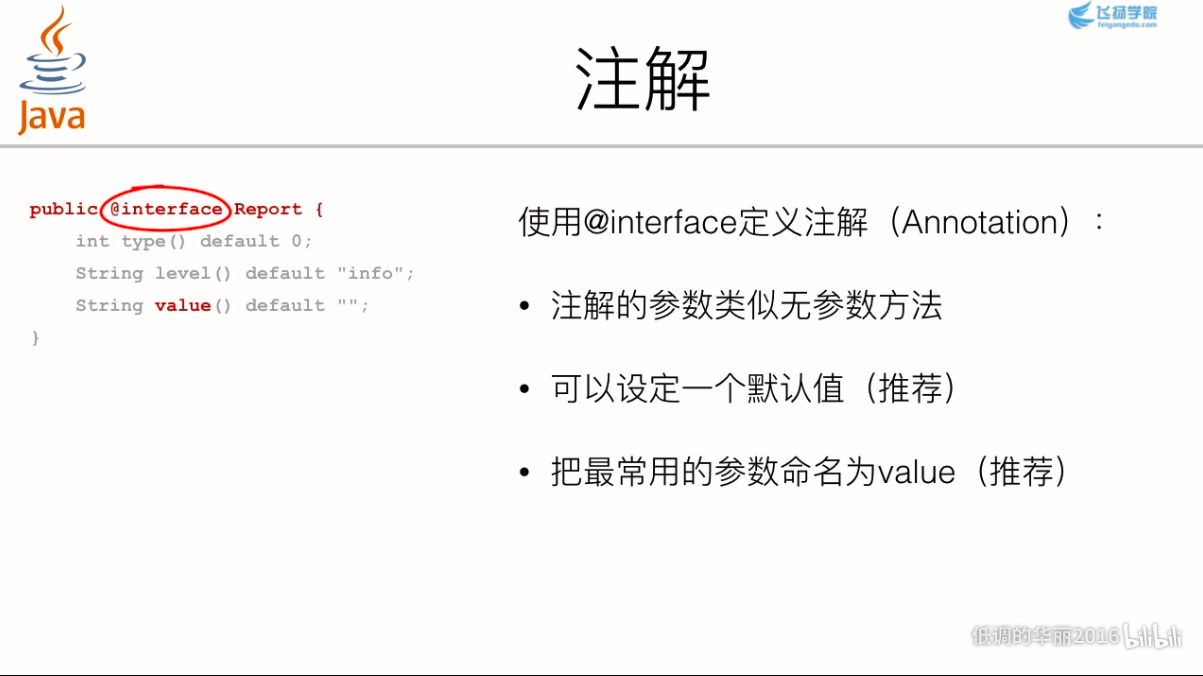 Java
飞扬学院
feiyangedu.com
注解
public @interface Report {
    int type() default 0;
    String level() default "info";
    String value() default "";
}
使用@interface定义注解（Annotation）：
• 注解的参数类似无参数方法
• 可以设定一个默认值（推荐）
• 把最常用的参数命名为value（推荐）
低调的华丽2016 bilibili